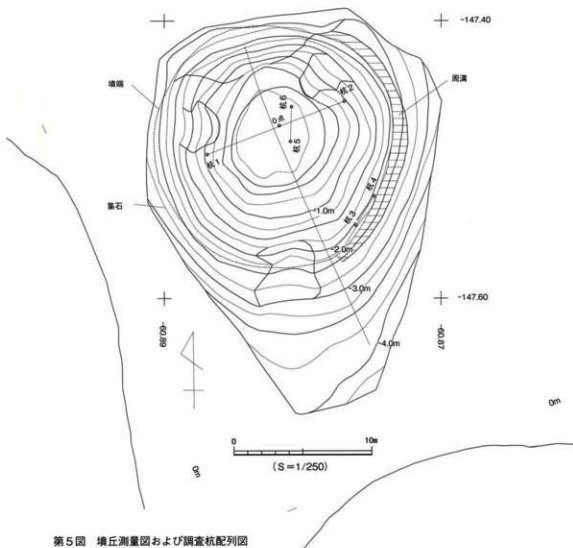 -147.40
墳端
周溝
杭2
杭6
0点
杭5
杭1
葺石
杭4
杭3
-1.0m
-2.0m
-3.0m
-147.60
-60.89
-60.87
-4.0m
0m
0 10m
(S=1/250)
0m
第5図 墳丘測量図および調査杭配列図